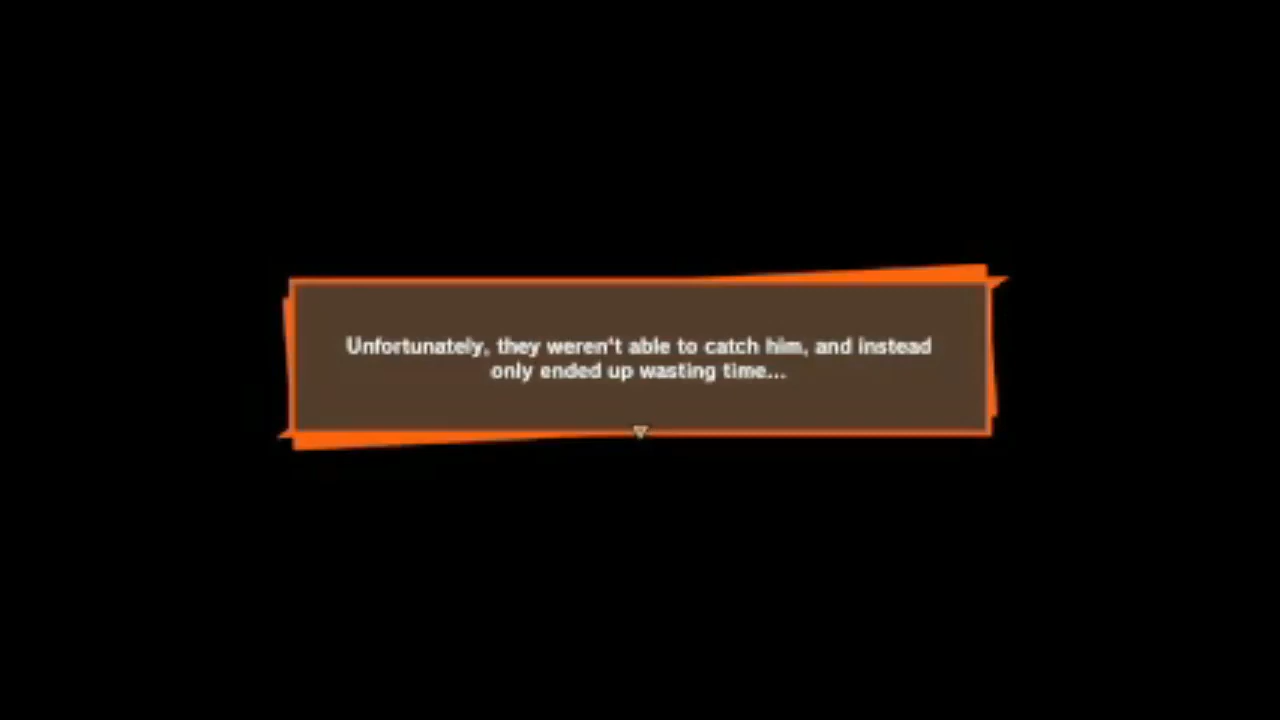 Unfortunately, they weren't able to catch him, and instead
only ended up wasting time...